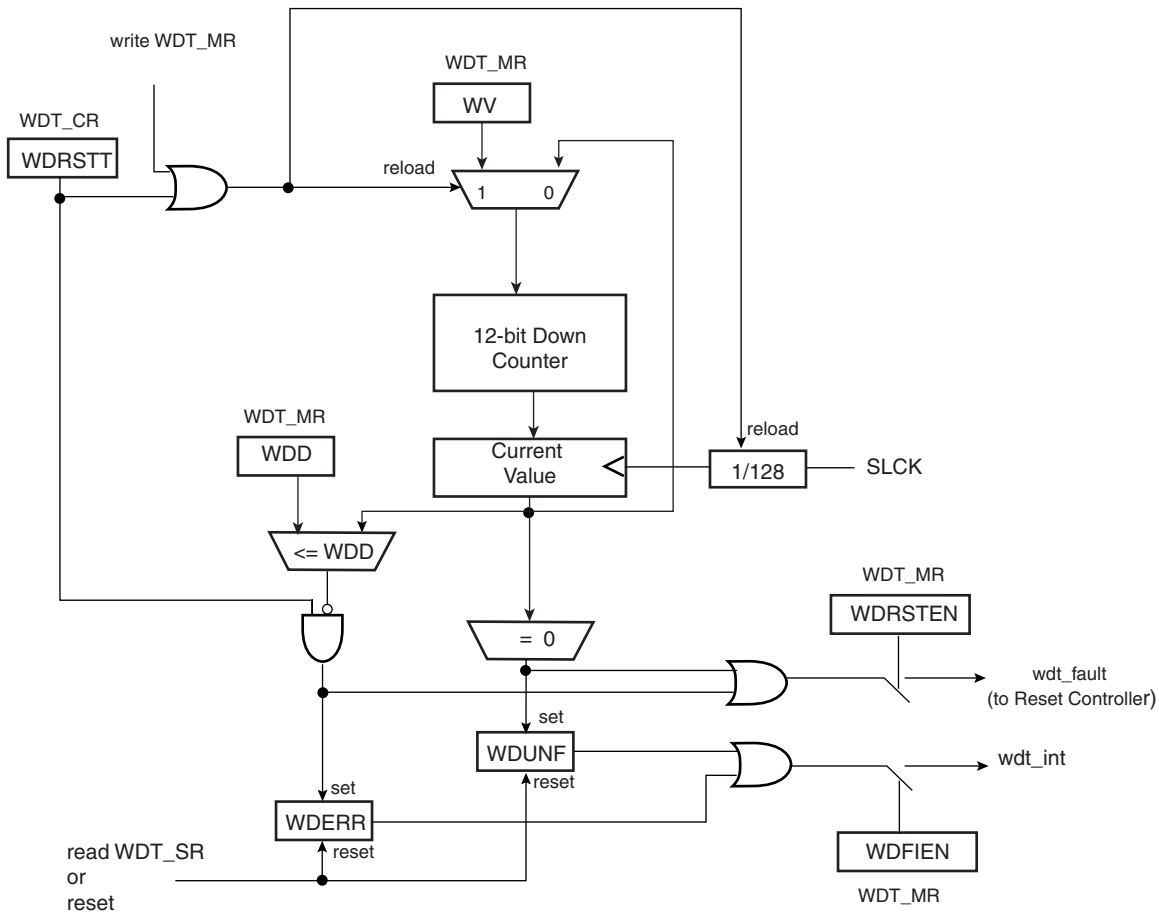 write WDT_MR
WDT_MR
WV
WDT_CR
WDRSTT
reload
1 0
12-bit Down
Counter
WDT_MR
WDD
reload
Current
Value
1/128
SLCK
<= WDD
WDT_MR
WDRSTEN
= 0
wdt_fault
(to Reset Controller)
set
WDUNF
reset
wdt_int
set
WDERR
reset
WDFIEN
WDT_MR
read WDT_SR
or
reset